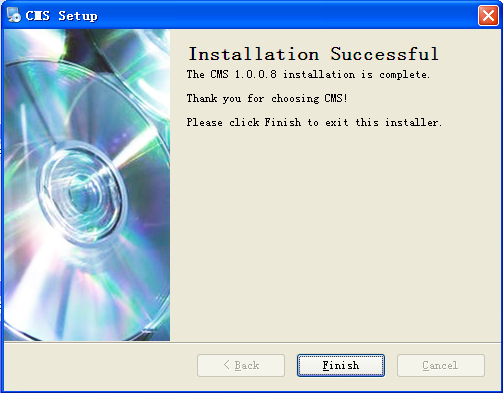 CMS Setup
Installation Successful
The CMS 1.0.0.8 installation is complete.
Thank you for choosing CMS!
Please click Finish to exit this installer.
< Back
Finish
Cancel